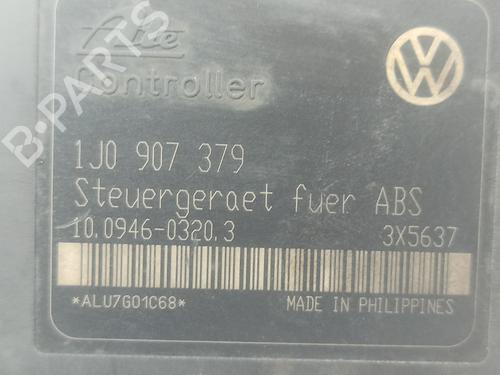 Ate
Controller
1J0 907 379
Steuergeraet fuer ABS
10.0946-0320.3 3X5637
*ALU7G01C68* MADE IN PHILIPPINES
B-PARTS